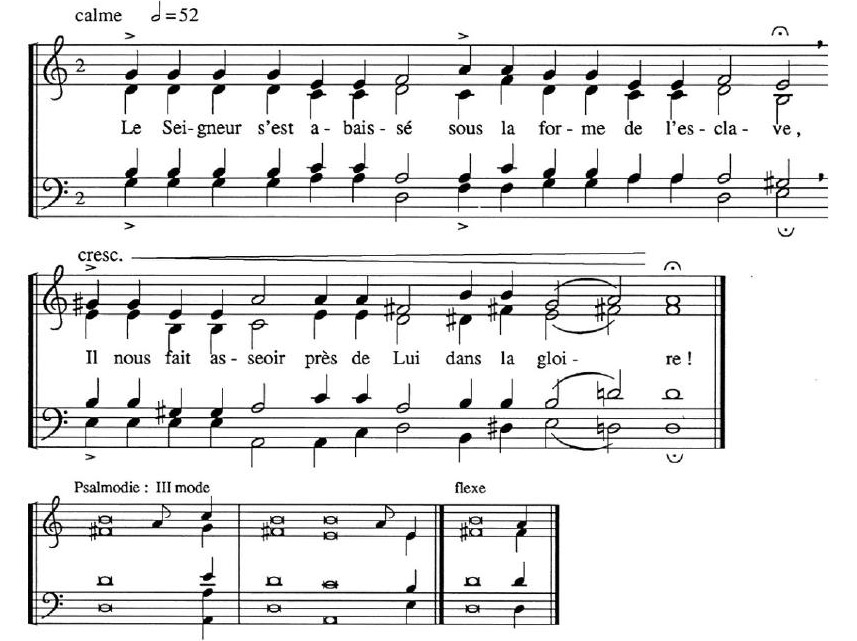 calme 𝅗𝅥 = 52
Le Sei - gneur s'est a - bais - sé sous la for - me de l'es - cla - ve,
cresc.
Il nous fait as - seoir près de Lui dans la gloi - re !
Psalmodie : III mode flexe